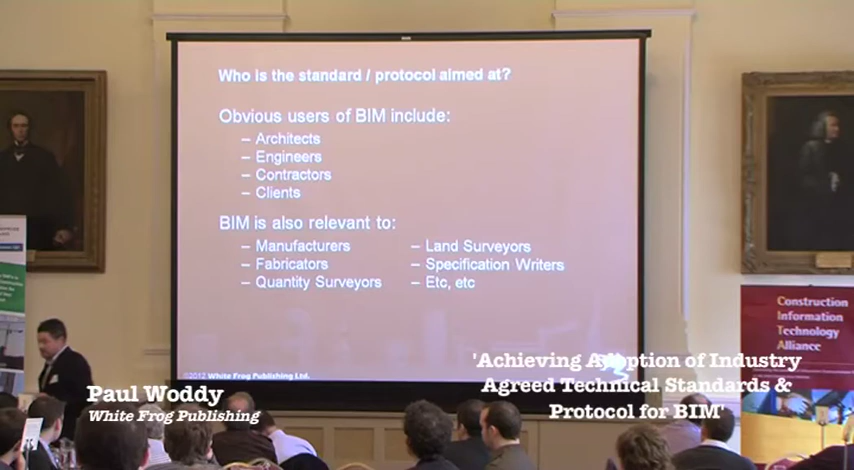 Who is the standard / protocol aimed at?
Obvious users of BIM include:
– Architects
– Engineers
– Contractors
– Clients
BIM is also relevant to:
– Manufacturers
– Fabricators
– Quantity Surveyors
– Land Surveyors
– Specification Writers
– Etc, etc
©2012 White Frog Publishing Ltd.
Construction
Information
Technology
Alliance
'Achieving Adoption of Industry
Agreed Technical Standards &
Protocol for BIM'
Paul Woddy
White Frog Publishing